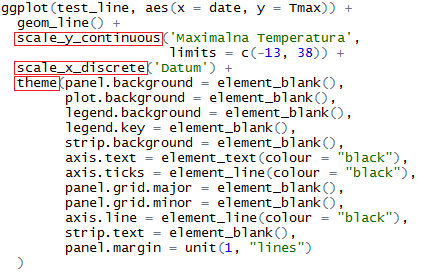 ggplot(test_line, aes(x = date, y = Tmax)) +
  geom_line() +
  scale_y_continuous('Maximalna Temperatura',
                     limits = c(-13, 38)) +
  scale_x_discrete('Datum') +
  theme(panel.background = element_blank(),
        plot.background = element_blank(),
        legend.background = element_blank(),
        legend.key = element_blank(),
        strip.background = element_blank(),
        axis.text = element_text(colour = "black"),
        axis.ticks = element_line(colour = "black"),
        panel.grid.major = element_blank(),
        panel.grid.minor = element_blank(),
        axis.line = element_line(colour = "black"),
        strip.text = element_blank(),
        panel.margin = unit(1, "lines")
  )